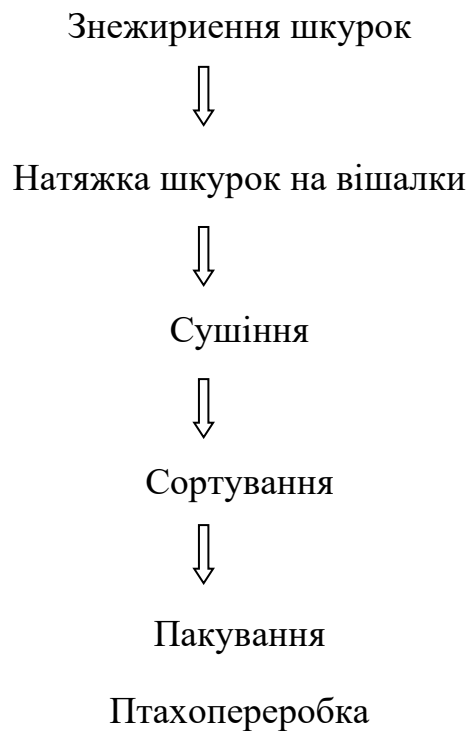 Знежириення шкурок
Натяжка шкурок на вішалки
Сушіння
Сортування
Пакування
Птахопереробка